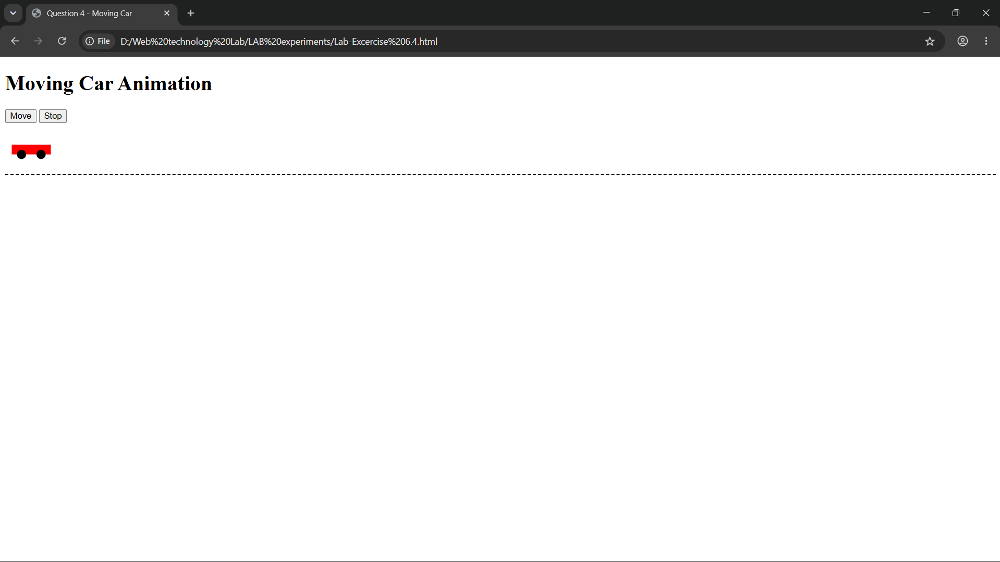 Question 4 - Moving Car
File D:/Web%20technology%20Lab/LAB%20experiments/Lab-Excercise%206.4.html
Moving Car Animation
Move Stop